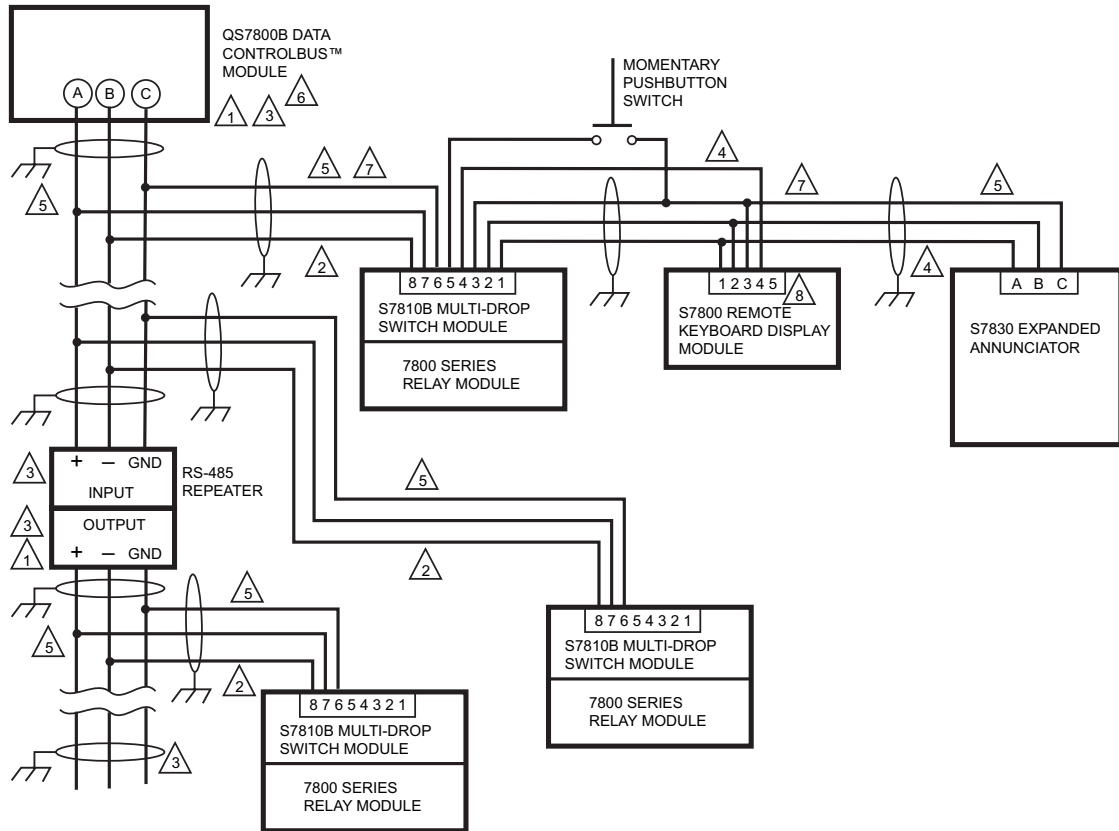 QS7800B DATA
CONTROLBUS™
MODULE
A B C
1 3 6
MOMENTARY
PUSHBUTTON
SWITCH
5
5 7
2
4
7
5
4
8 7 6 5 4 3 2 1
S7810B MULTI-DROP
SWITCH MODULE
7800 SERIES
RELAY MODULE
1 2 3 4 5
8
S7800 REMOTE
KEYBOARD DISPLAY
MODULE
A B C
S7830 EXPANDED
ANNUNCIATOR
3
+ – GND
INPUT
RS-485
REPEATER
3
1
OUTPUT
+ – GND
5
2
8 7 6 5 4 3 2 1
S7810B MULTI-DROP
SWITCH MODULE
7800 SERIES
RELAY MODULE
5
5
2
3
8 7 6 5 4 3 2 1
S7810B MULTI-DROP
SWITCH MODULE
7800 SERIES
RELAY MODULE